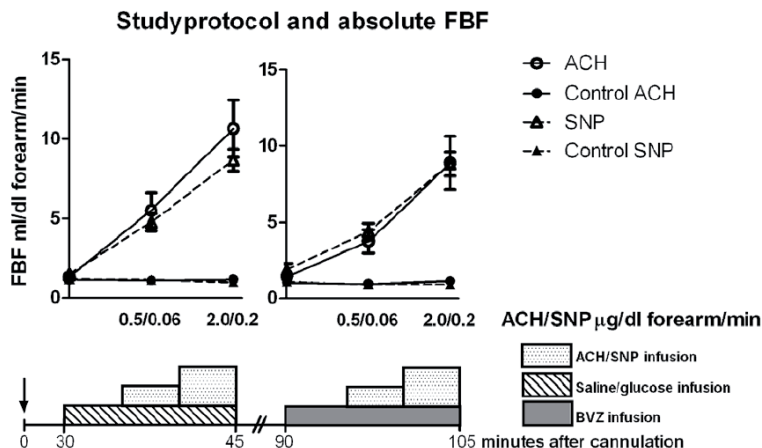 Studyprotocol and absolute FBF
FBF ml/dl forearm/min
15
10
5
0
0.5/0.06 2.0/0.2
15
10
5
0
0.5/0.06 2.0/0.2
ACH
Control ACH
SNP
Control SNP
ACH/SNP μg/dl forearm/min
ACH/SNP infusion
Saline/glucose infusion
BVZ infusion
0 30 45 90 105 minutes after cannulation